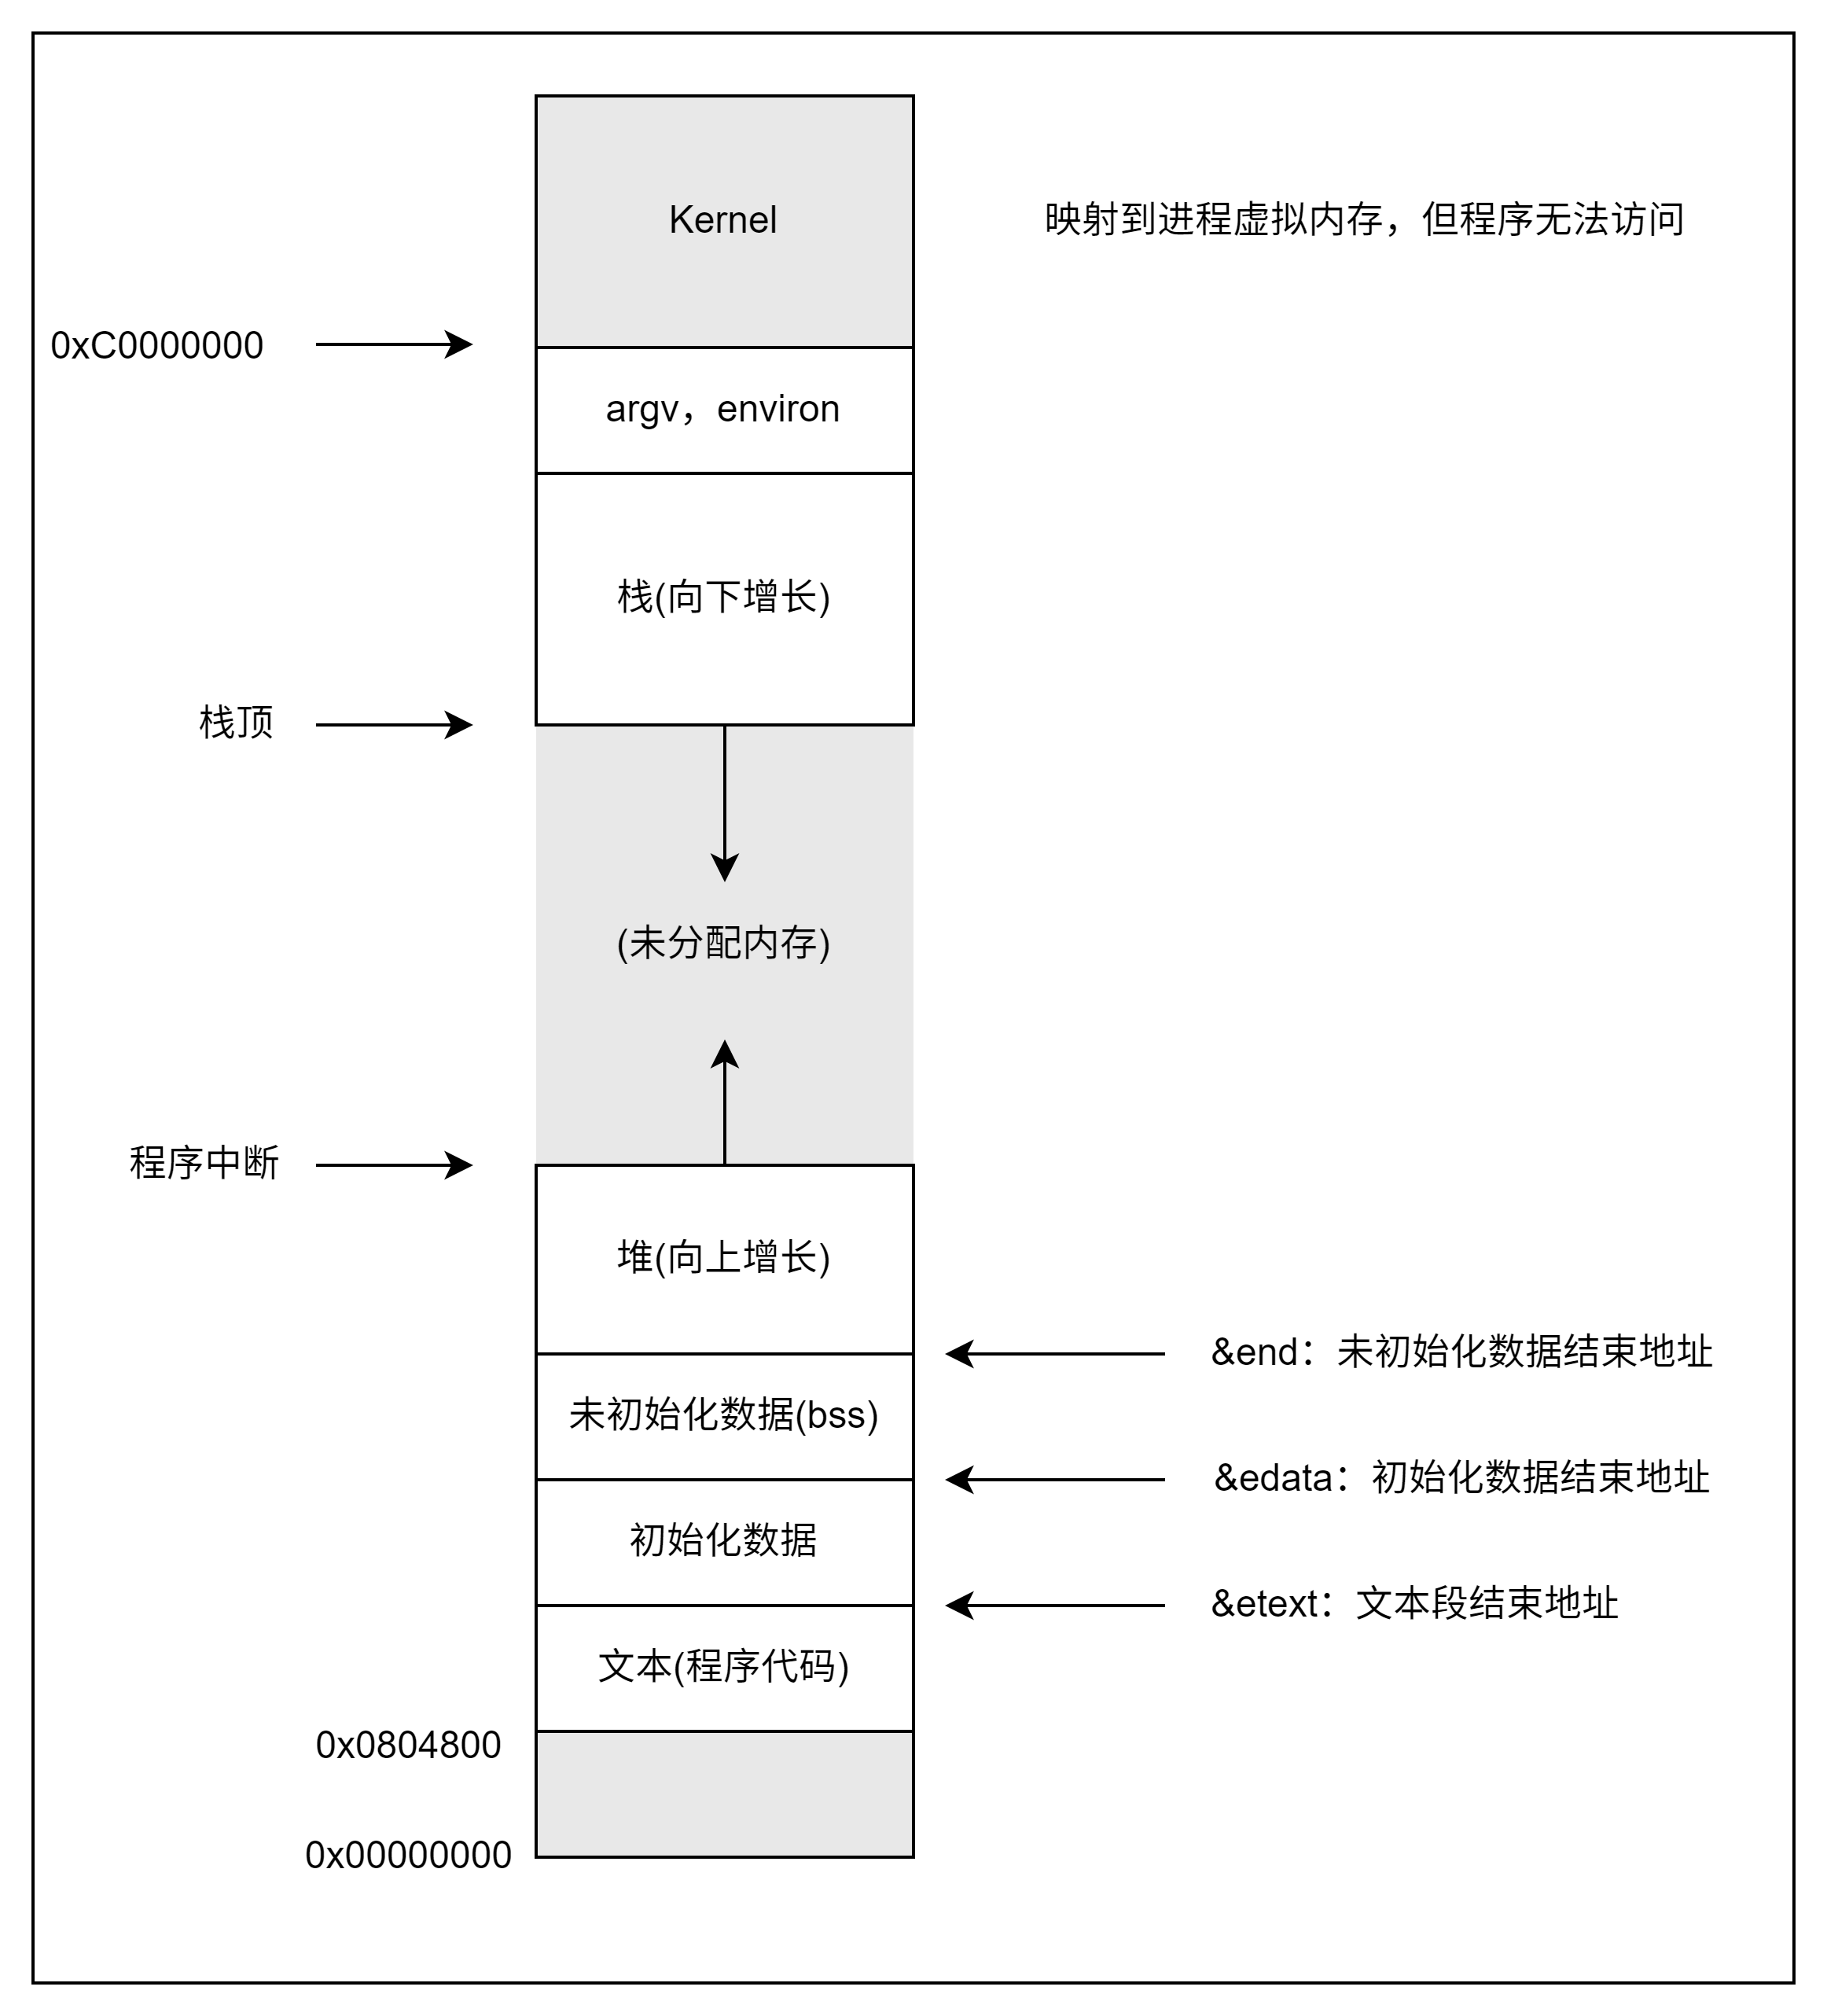 Kernel
映射到进程虚拟内存，但程序无法访问
0xC0000000
argv，environ
栈(向下增长)
栈顶
(未分配内存)
程序中断
堆(向上增长)
&end：未初始化数据结束地址
未初始化数据(bss)
&edata：初始化数据结束地址
初始化数据
&etext：文本段结束地址
文本(程序代码)
0x0804800
0x00000000